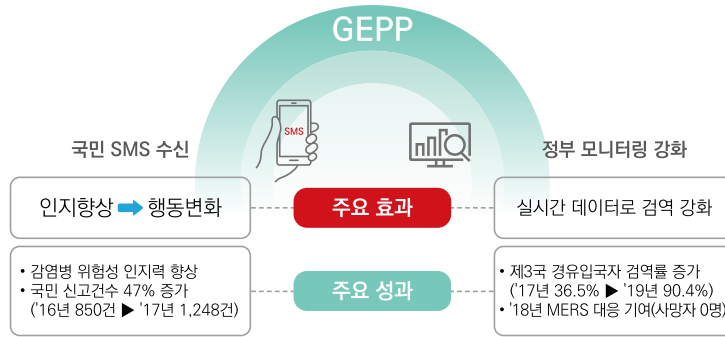 GEPP
SMS
국민 SMS 수신
정부 모니터링 강화
인지향상 행동변화
주요 효과
실시간 데이터로 검역 강화
• 감염병 위험성 인지력 향상
• 국민 신고건수 47% 증가
('16년 850건 ▶ '17년 1,248건)
주요 성과
• 제3국 경유입국자 검역률 증가
('17년 36.5% ▶ '19년 90.4%)
• '18년 MERS 대응 기여(사망자 0명)